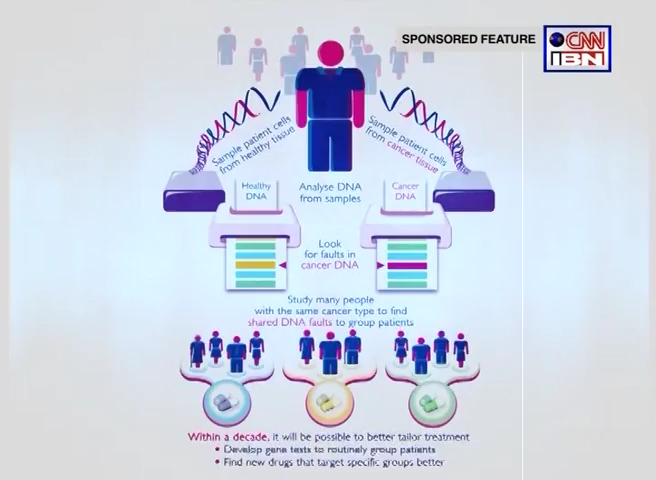 SPONSORED FEATURE
CNN
IBN
Sample patient cells
from healthy tissue
Sample patient cells
from cancer tissue
Healthy
DNA
Analyse DNA
from samples
Cancer
DNA
Look
for faults in
cancer DNA
Study many people
with the same cancer type to find
shared DNA faults to group patients
Within a decade, it will be possible to better tailor treatment
• Develop gene tests to routinely group patients
• Find new drugs that target specific groups better